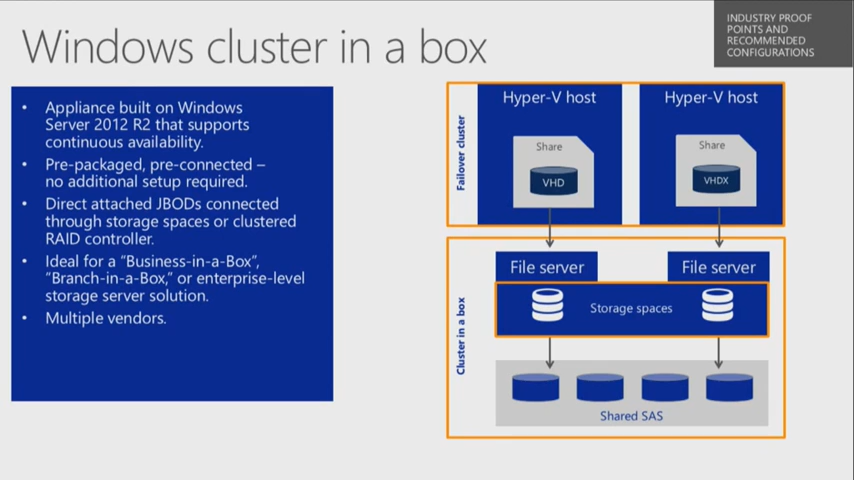 Windows cluster in a box
INDUSTRY PROOF
POINTS AND
RECOMMENDED
CONFIGURATIONS
• Appliance built on Windows
Server 2012 R2 that supports
continuous availability.
• Pre-packaged, pre-connected –
no additional setup required.
• Direct attached JBODs connected
through storage spaces or clustered
RAID controller.
• Ideal for a “Business-in-a-Box”,
“Branch-in-a-Box,” or enterprise-level
storage server solution.
• Multiple vendors.
Failover cluster
Hyper-V host
Share
VHD
Hyper-V host
Share
VHDX
Cluster in a box
File server
File server
Storage spaces
Shared SAS